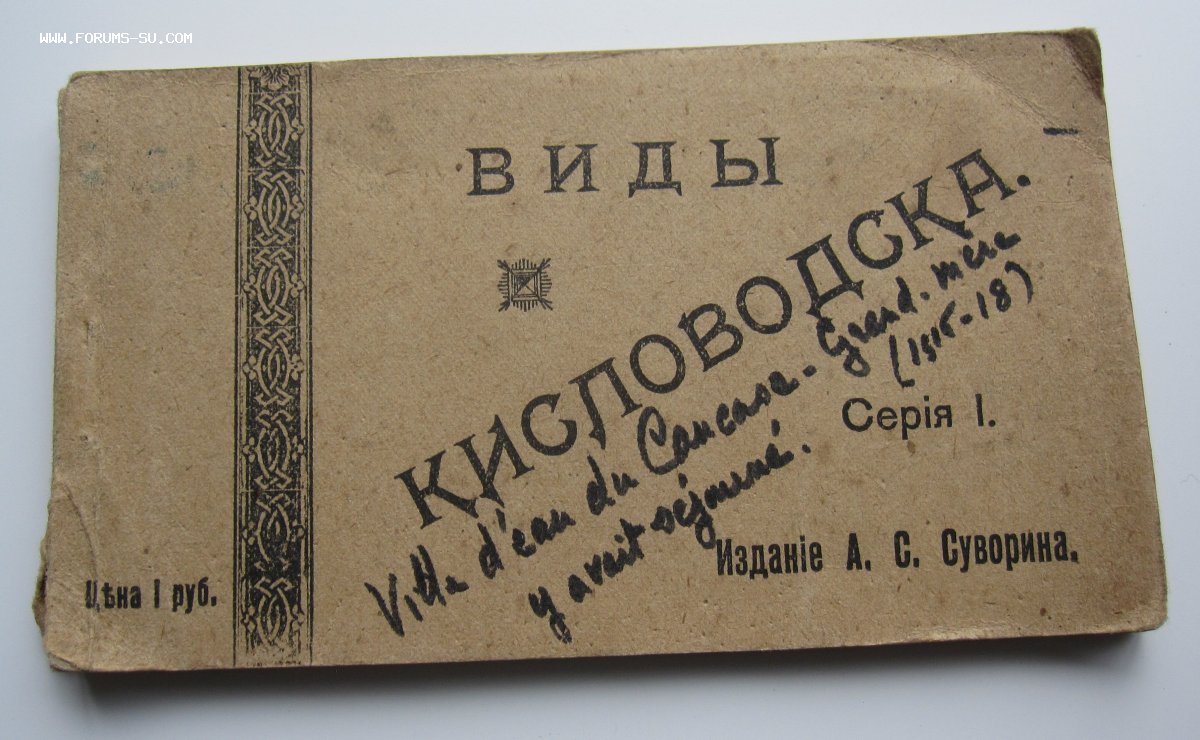 WWW.FORUMS-SU.COM
ВИДЫ
КИСЛОВОДСКА.
Ville d'eau du Caucase. Grand-mère
(1915-18)
y avait séjourné.
Серія I.
Изданіе А. С. Суворина.
Цѣна I руб.